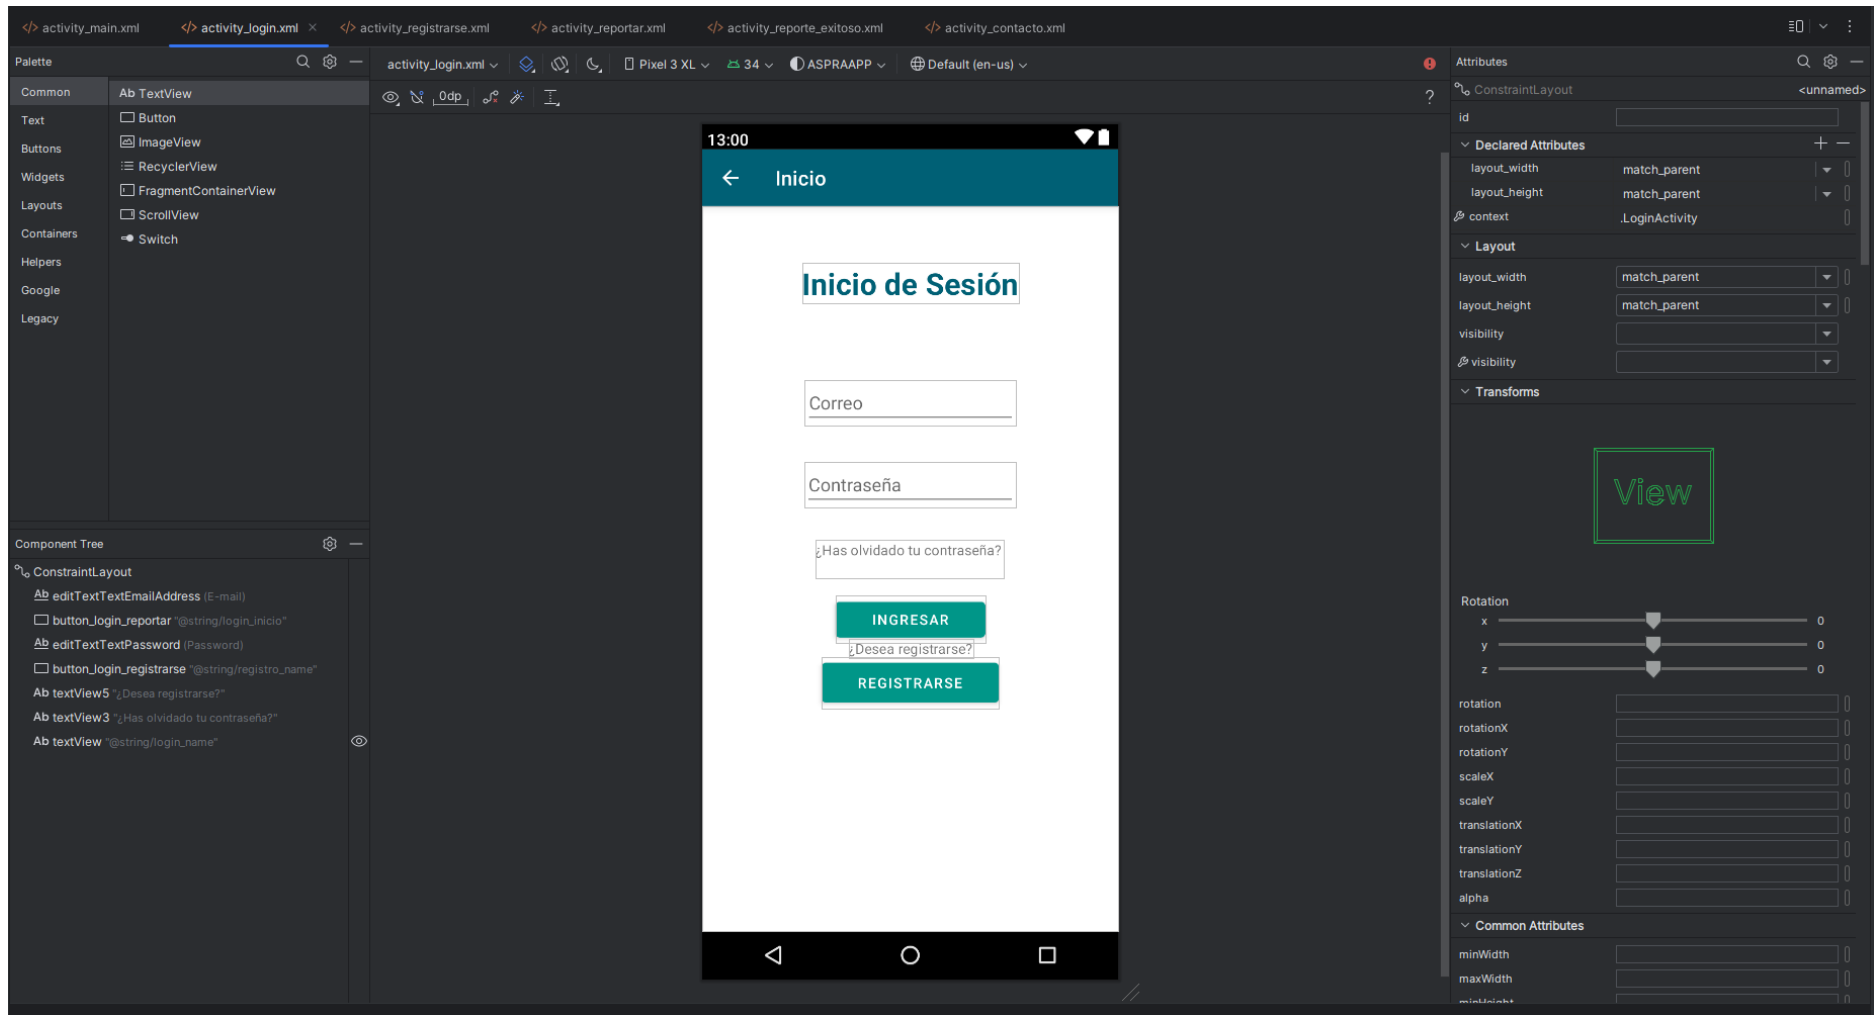 activity_main.xml
activity_login.xml
activity_registrarse.xml
activity_reportar.xml
activity_reporte_exitoso.xml
activity_contacto.xml
Palette
Common
Text
Buttons
Widgets
Layouts
Containers
Helpers
Google
Legacy
Ab TextView
Button
ImageView
RecyclerView
FragmentContainerView
ScrollView
Switch
activity_login.xml
Pixel 3 XL
34
ASPRAAPP
Default (en-us)
0dp
?
13:00
Inicio
Inicio de Sesión
Correo
Contraseña
¿Has olvidado tu contraseña?
INGRESAR
¿Desea registrarse?
REGISTRARSE
Component Tree
ConstraintLayout
Ab editTextTextEmailAddress (E-mail)
button_login_reportar "@string/login_inicio"
Ab editTextTextPassword (Password)
button_login_registrarse "@string/registro_name"
Ab textView5 "¿Desea registrarse?"
Ab textView3 "¿Has olvidado tu contraseña?"
Ab textView "@string/login_name"
Attributes
ConstraintLayout <unnamed>
id
Declared Attributes
layout_width match_parent
layout_height match_parent
context .LoginActivity
Layout
layout_width match_parent
layout_height match_parent
visibility
visibility
Transforms
View
Rotation
x 0
y 0
z 0
rotation
rotationX
rotationY
scaleX
scaleY
translationX
translationY
translationZ
alpha
Common Attributes
minWidth
maxWidth
minHeight